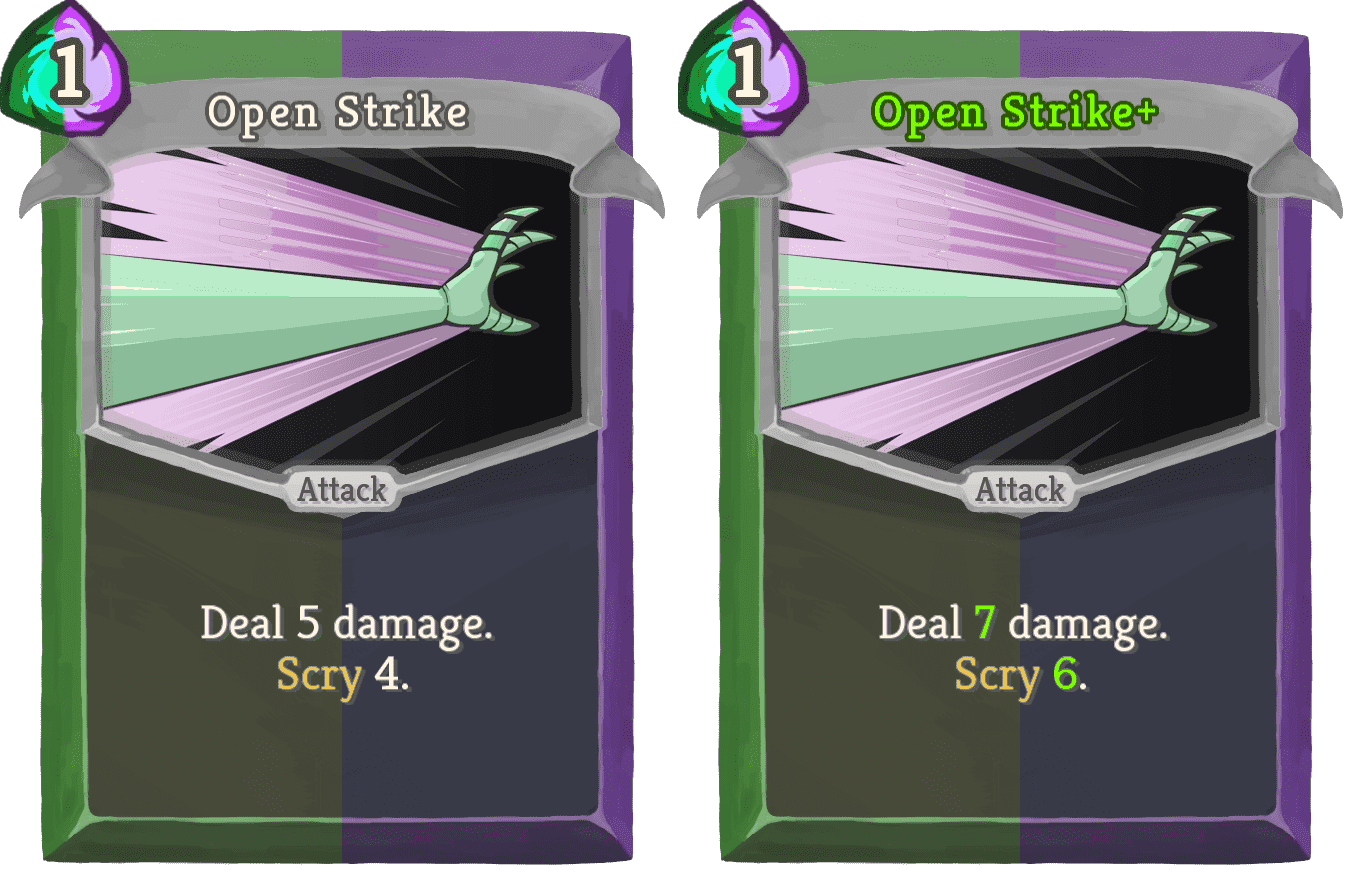 1
Open Strike
Attack
Deal 5 damage.
Scry 4.
1
Open Strike+
Attack
Deal 7 damage.
Scry 6.